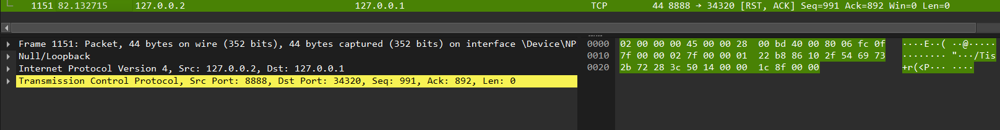 1151 82.132715 127.0.0.2 127.0.0.1 TCP 44 8888 → 34320 [RST, ACK] Seq=991 Ack=892 Win=0 Len=0
Frame 1151: Packet, 44 bytes on wire (352 bits), 44 bytes captured (352 bits) on interface \Device\NP
Null/Loopback
Internet Protocol Version 4, Src: 127.0.0.2, Dst: 127.0.0.1
Transmission Control Protocol, Src Port: 8888, Dst Port: 34320, Seq: 991, Ack: 892, Len: 0
0000 02 00 00 00 45 00 00 28 00 bd 40 00 80 06 fc 0f ····E··( ··@·····
0010 7f 00 00 02 7f 00 00 01 22 b8 86 10 2f 54 69 73 ········ "···/Tis
0020 2b 72 28 3c 50 14 00 00 1c 8f 00 00 +r(<P··· ····